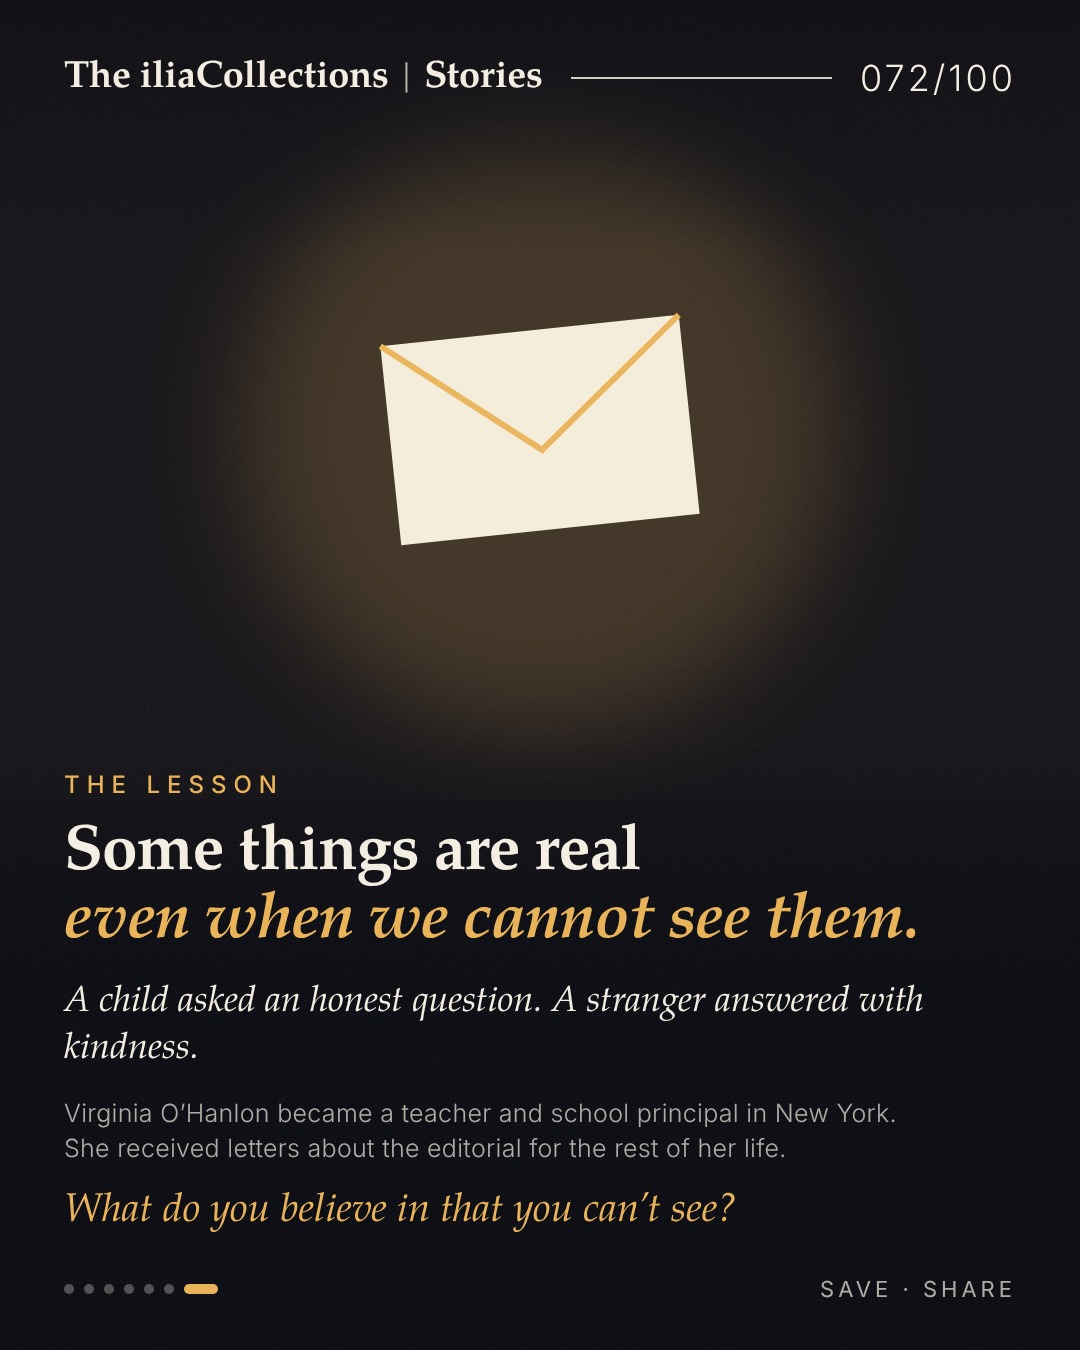 The iliaCollections | Stories 072/100
THE LESSON
Some things are real
even when we cannot see them.
A child asked an honest question. A stranger answered with
kindness.
Virginia O’Hanlon became a teacher and school principal in New York.
She received letters about the editorial for the rest of her life.
What do you believe in that you can’t see?
SAVE · SHARE